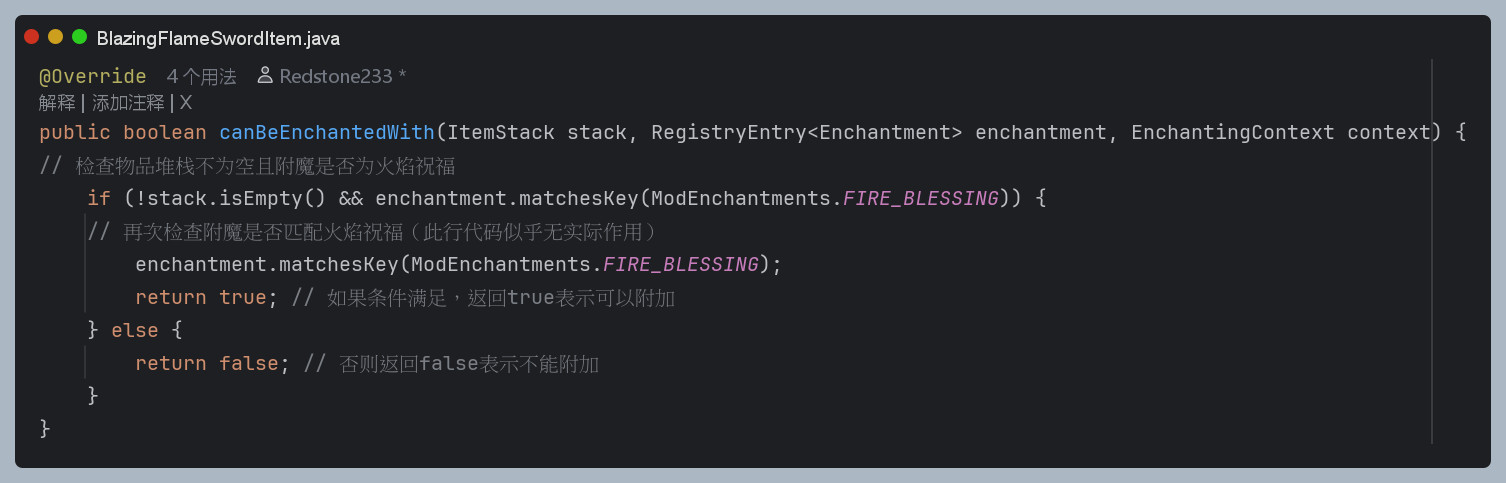 BlazingFlameSwordItem.java
@Override 4个用法 Redstone233 *
解释 | 添加注释 | X
public boolean canBeEnchantedWith(ItemStack stack, RegistryEntry<Enchantment> enchantment, EnchantingContext context) {
// 检查物品堆栈不为空且附魔是否为火焰祝福
if (!stack.isEmpty() && enchantment.matchesKey(ModEnchantments.FIRE_BLESSING)) {
// 再次检查附魔是否匹配火焰祝福（此行代码似乎无实际作用）
enchantment.matchesKey(ModEnchantments.FIRE_BLESSING);
return true; // 如果条件满足，返回true表示可以附加
} else {
return false; // 否则返回false表示不能附加
}
}